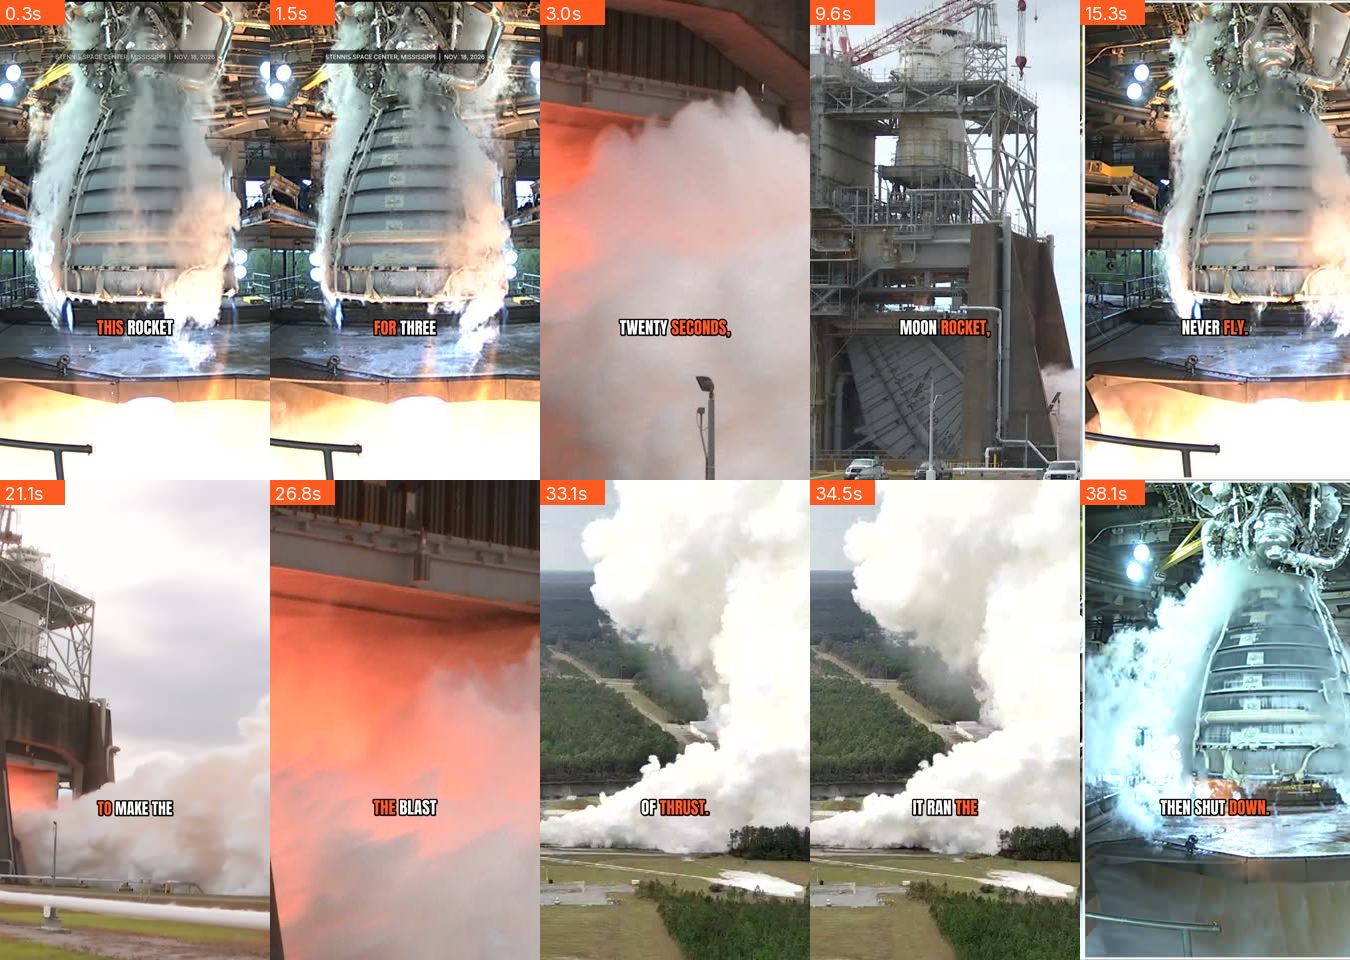 0.3s
STENNIS SPACE CENTER, MISSISSIPPI | NOV. 18, 2026
THIS ROCKET
1.5s
STENNIS SPACE CENTER, MISSISSIPPI | NOV. 18, 2026
FOR THREE
3.0s
TWENTY SECONDS,
9.6s
MOON ROCKET,
15.3s
NEVER FLY.
21.1s
TO MAKE THE
26.8s
THE BLAST
33.1s
OF THRUST.
34.5s
IT RAN THE
38.1s
THEN SHUT DOWN.